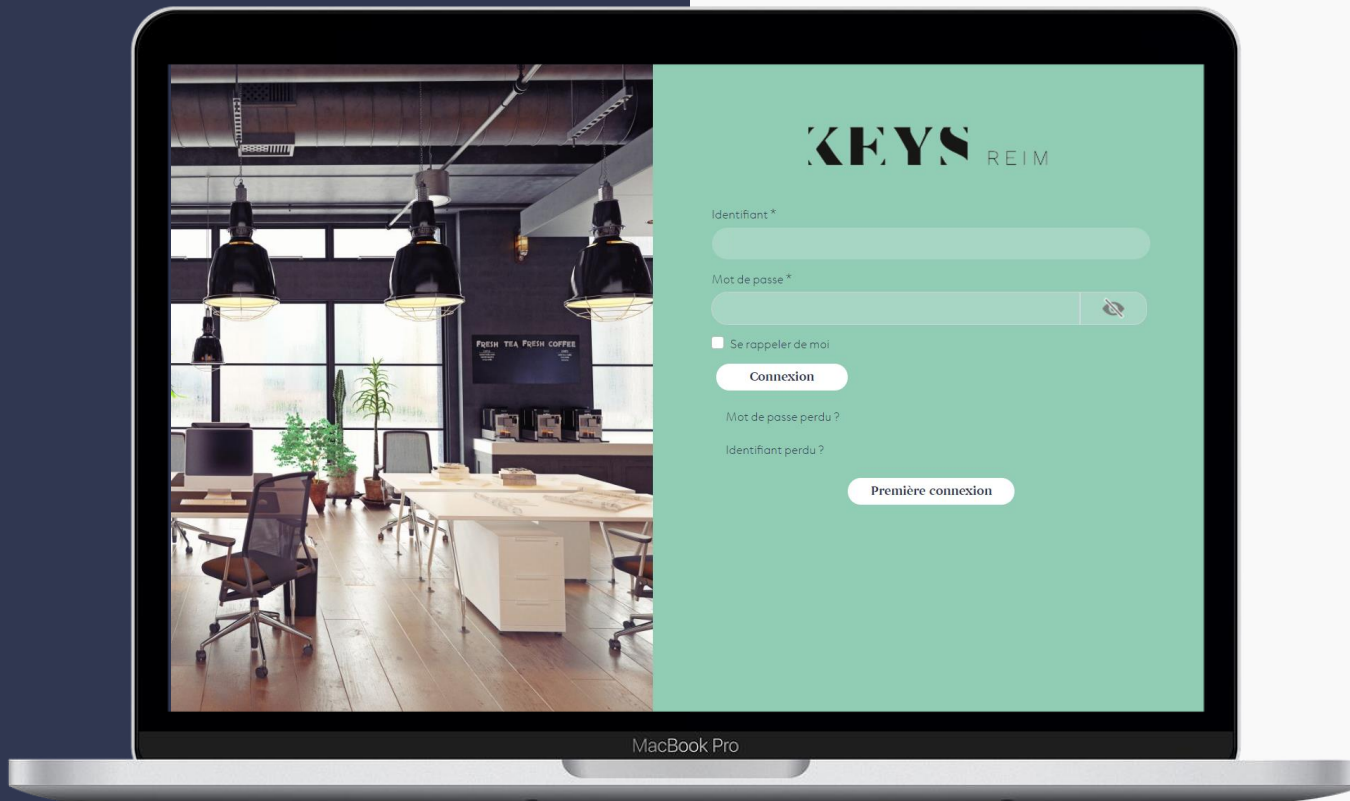 KEYS REIM
Identifiant *
Mot de passe *
Se rappeler de moi
Connexion
Mot de passe perdu ?
Identifiant perdu ?
Première connexion
FRESH TEA FRESH COFFEE
MacBook Pro